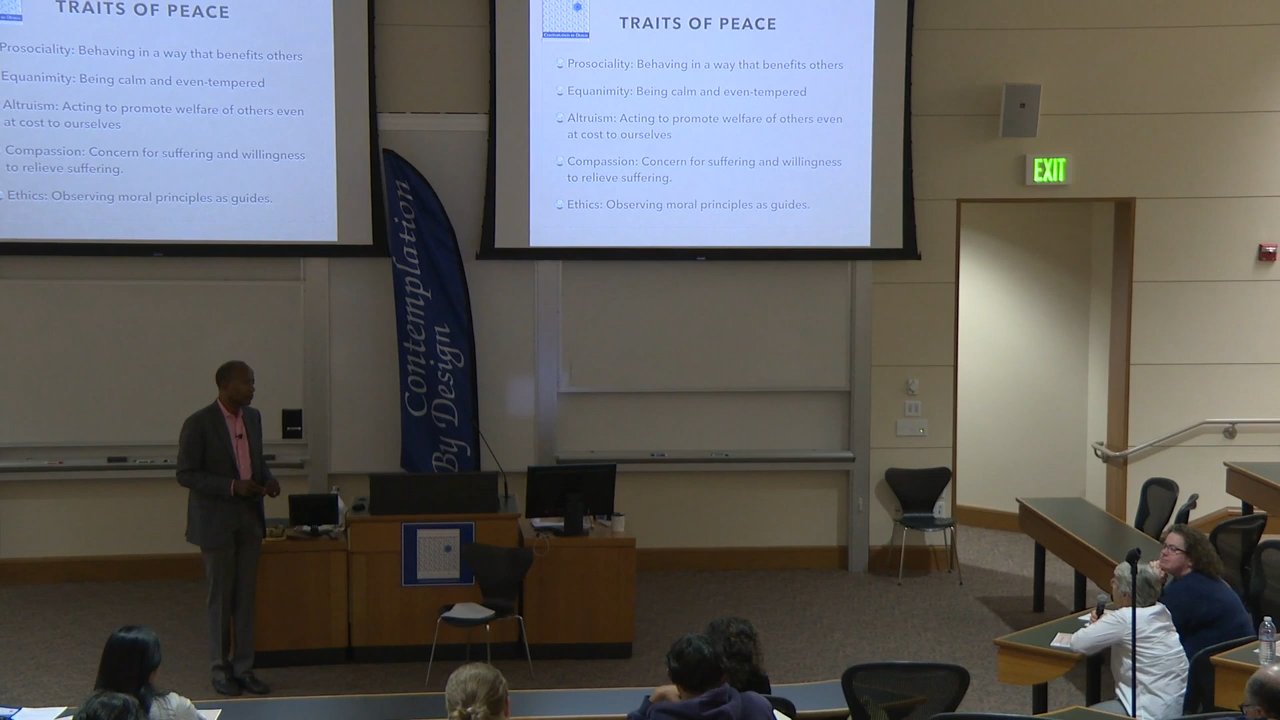 TRAITS OF PEACE
Prosociality: Behaving in a way that benefits others
Equanimity: Being calm and even-tempered
Altruism: Acting to promote welfare of others even
at cost to ourselves
Compassion: Concern for suffering and willingness
to relieve suffering.
Ethics: Observing moral principles as guides.
TRAITS OF PEACE
Prosociality: Behaving in a way that benefits others
Equanimity: Being calm and even-tempered
Altruism: Acting to promote welfare of others even
at cost to ourselves
Compassion: Concern for suffering and willingness
to relieve suffering.
Ethics: Observing moral principles as guides.
Contemplation
By Design
EXIT